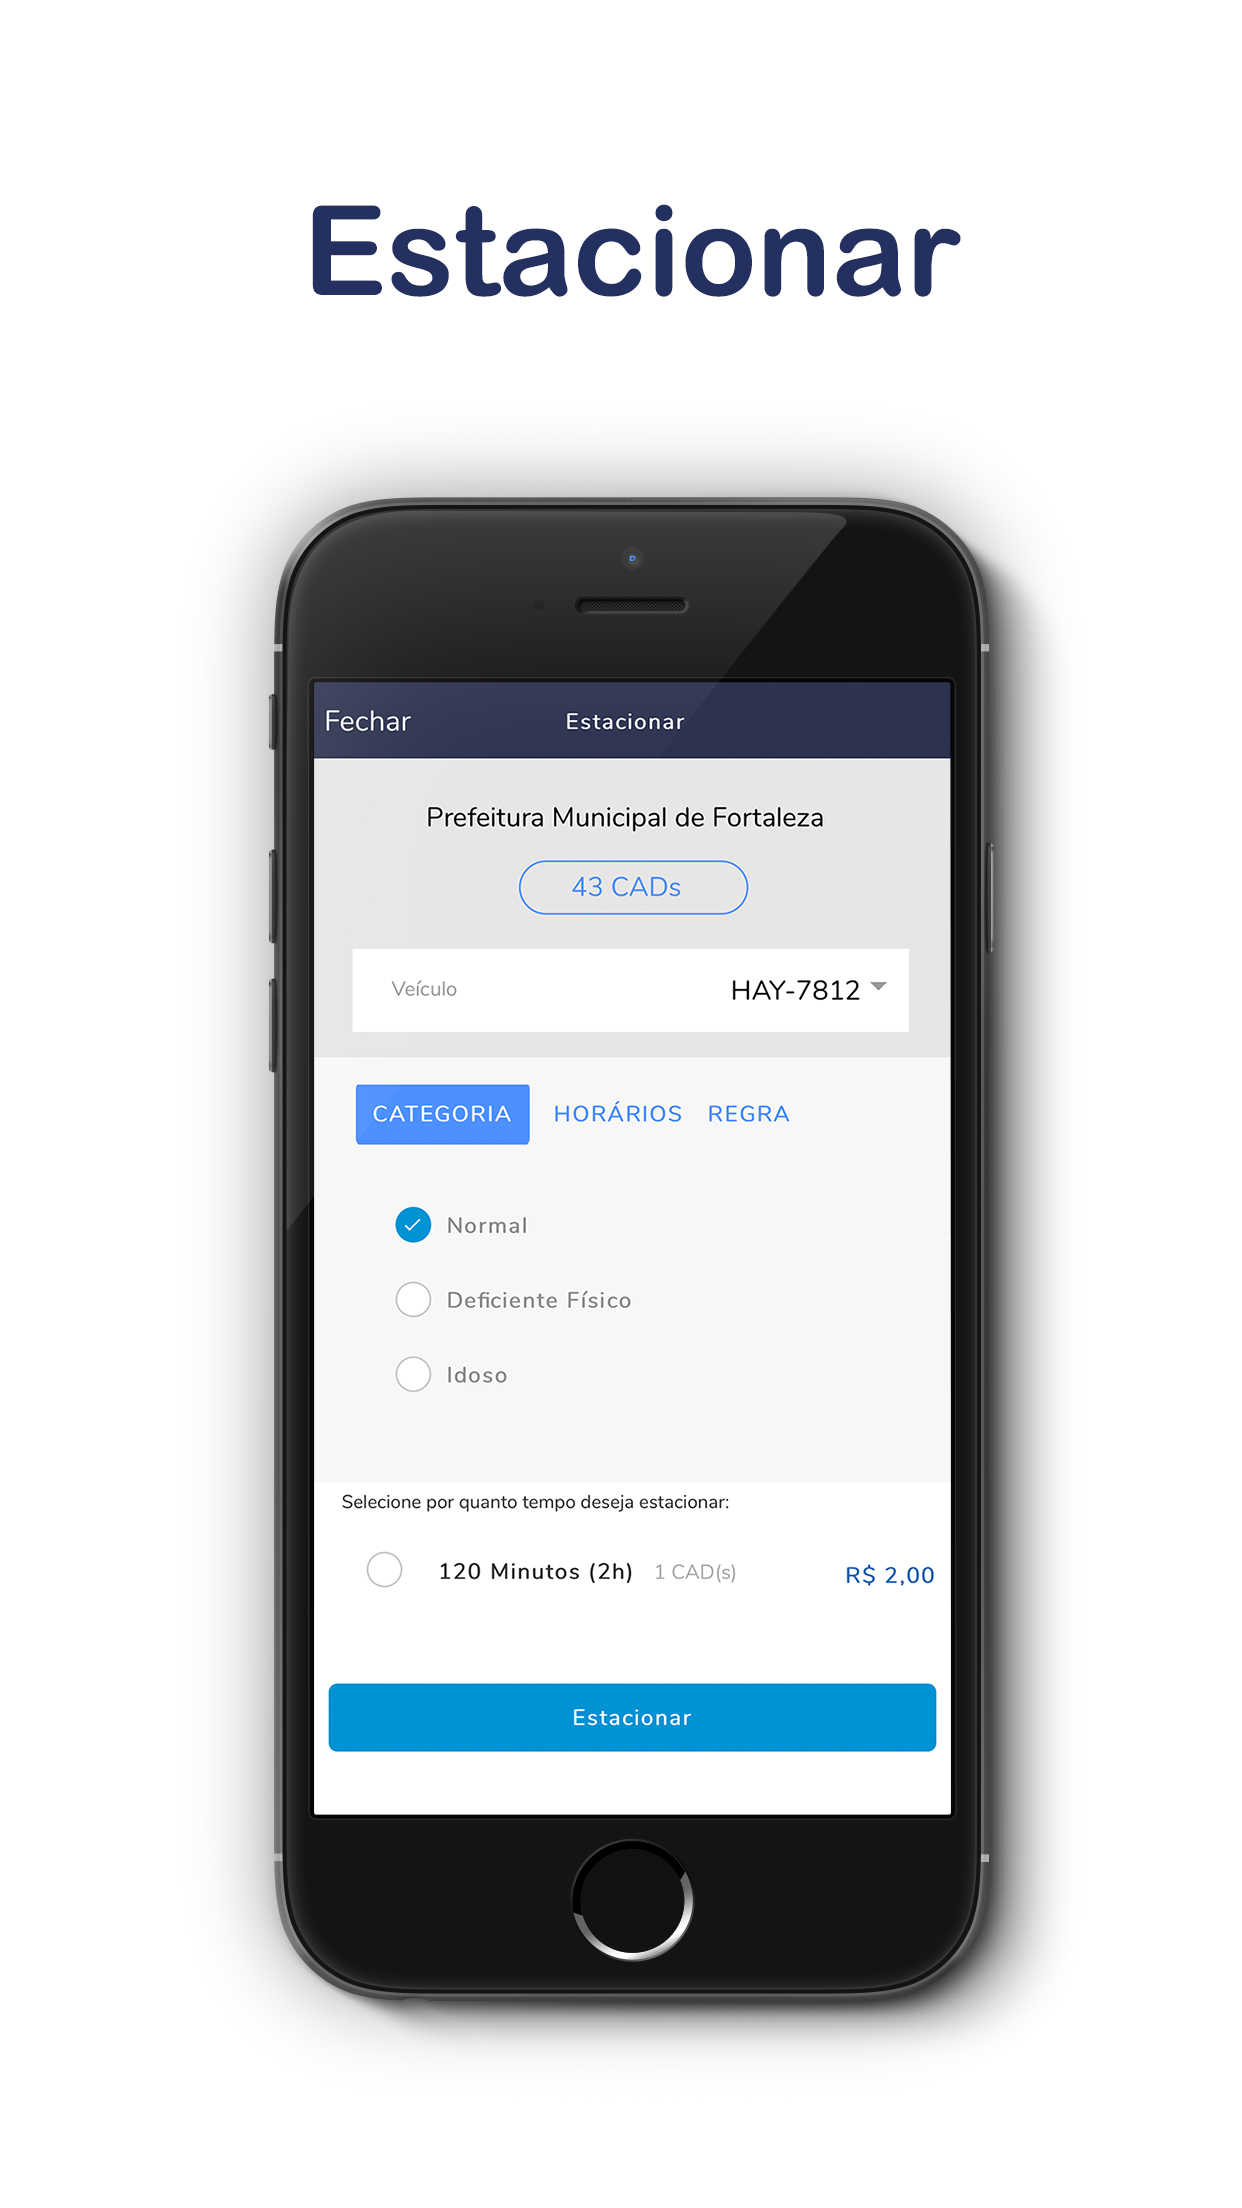 Estacionar
Fechar
Estacionar
Prefeitura Municipal de Fortaleza
43 CADs
Veículo
HAY-7812
CATEGORIA HORÁRIOS REGRA
Normal
Deficiente Físico
Idoso
Selecione por quanto tempo deseja estacionar:
120 Minutos (2h) 1 CAD(s) R$ 2,00
Estacionar